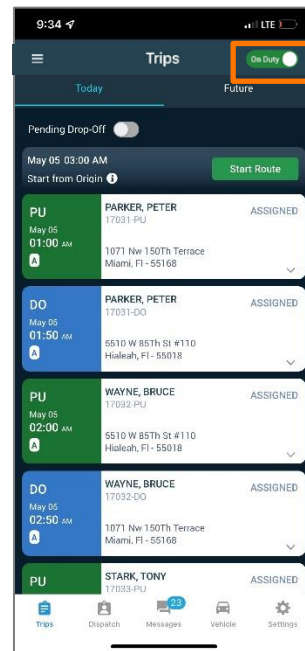 9:34
LTE
Trips
On Duty
Today
Future
Pending Drop-Off
May 05 03:00 AM
Start from Origin
Start Route
PU
May 05
01:00 AM
A
PARKER, PETER
17031-PU
1071 Nw 150Th Terrace
Miami, Fl - 55168
ASSIGNED
DO
May 05
01:50 AM
A
PARKER, PETER
17031-DO
5510 W 85Th St #110
Hialeah, Fl - 55018
ASSIGNED
PU
May 05
02:00 AM
A
WAYNE, BRUCE
17032-PU
5510 W 85Th St #110
Hialeah, Fl - 55018
ASSIGNED
DO
May 05
02:50 AM
A
WAYNE, BRUCE
17032-DO
1071 Nw 150Th Terrace
Miami, Fl - 55168
ASSIGNED
PU
STARK, TONY
17033-PU
ASSIGNED
23
Trips
Dispatch
Messages
Vehicle
Settings